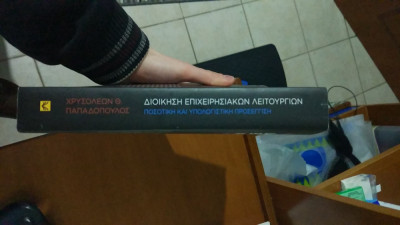 ΧΡΥΣΟΛΕΩΝ Θ.
ΠΑΠΑΔΟΠΟΥΛΟΣ
ΔΙΟΙΚΗΣΗ ΕΠΙΧΕΙΡΗΣΙΑΚΩΝ ΛΕΙΤΟΥΡΓΙΩΝ
ΠΟΣΟΤΙΚΗ ΚΑΙ ΥΠΟΛΟΓΙΣΤΙΚΗ ΠΡΟΣΕΓΓΙΣΗ